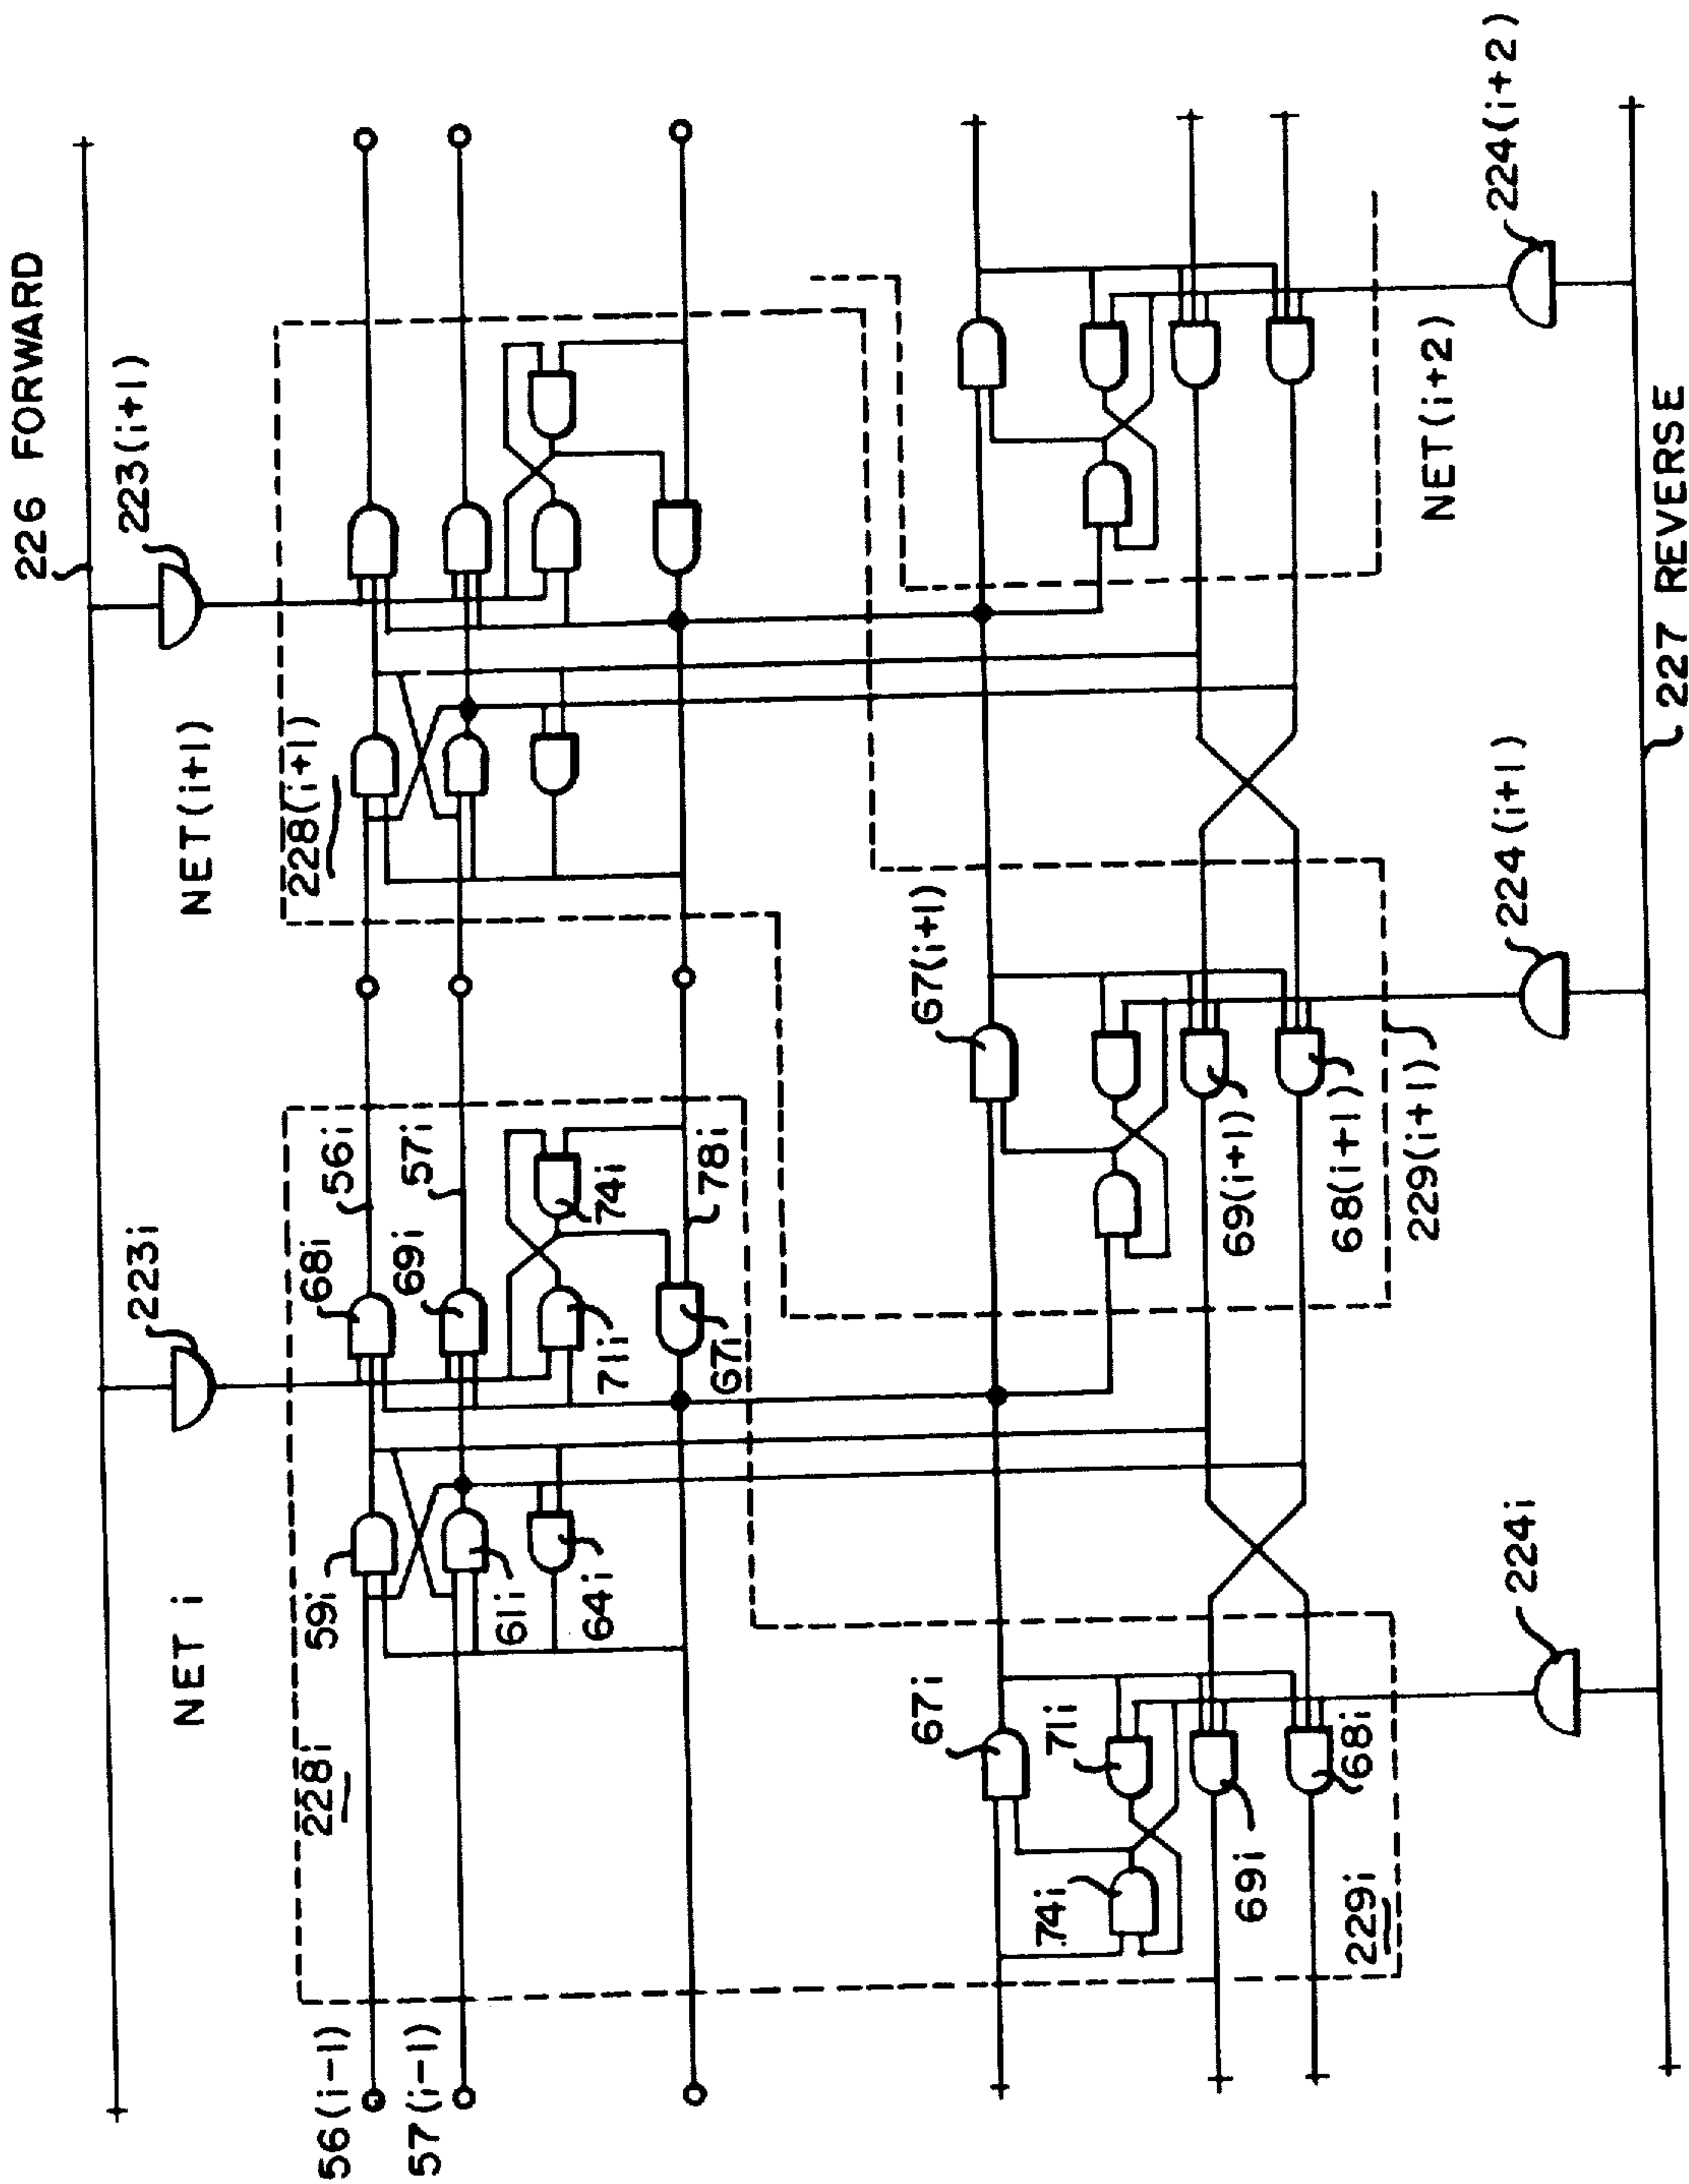 226 FORWARD
223(i+1)
223i
NET(i+1)
NET i
228(i+1)
56i
57i
68i
69i
74i
78i
71i
67i
59i
61i
64i
228i
56(i-1)
57(i-1)
67(i+1)
69(i+1)
68(i+1)
229(i+1)
NET(i+2)
224(i+2)
224(i+1)
224i
67i
71i
74i
69i
68i
229i
227 REVERSE